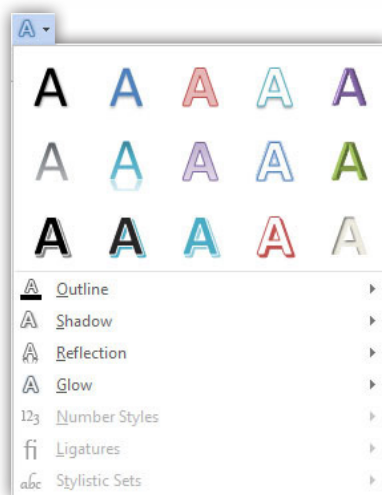 A
A A A A A
A A A A A
A A A A A
A Outline
A Shadow
A Reflection
A Glow
123 Number Styles
fi Ligatures
abc Stylistic Sets